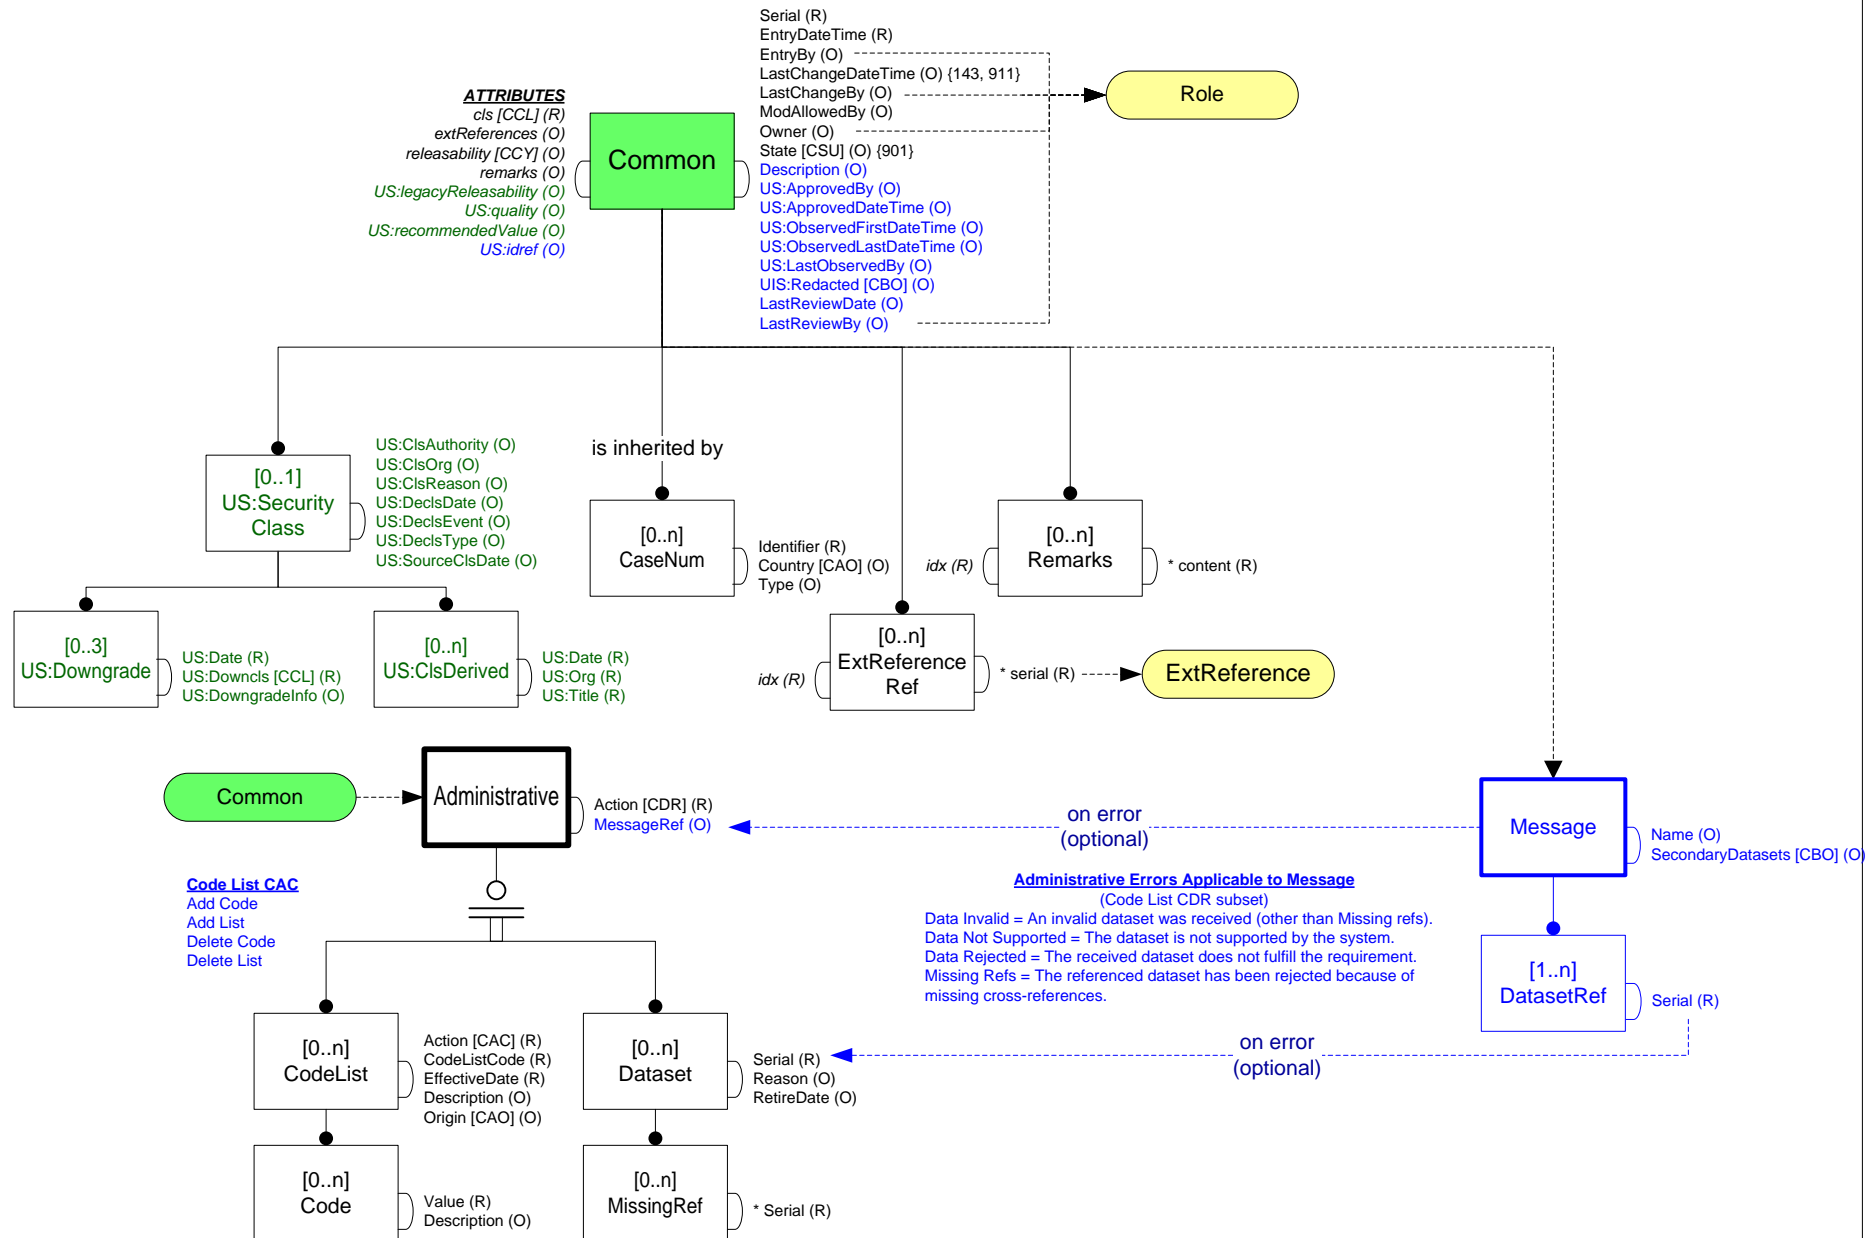 Serial (R)
EntryDateTime (R)
EntryBy (O)
LastChangeDateTime (O) {143, 911}
LastChangeBy (O)
ModAllowedBy (O)
Owner (O)
State [CSU] (O) {901}
Description (O)
US:ApprovedBy (O)
US:ApprovedDateTime (O)
US:ObservedFirstDateTime (O)
US:ObservedLastDateTime (O)
US:LastObservedBy (O)
UIS:Redacted [CBO] (O)
LastReviewDate (O)
LastReviewBy (O)
Role
ATTRIBUTES
cls [CCL] (R)
extReferences (O)
releasability [CCY] (O)
remarks (O)
US:legacyReleasability (O)
US:quality (O)
US:recommendedValue (O)
US:idref (O)
Common
is inherited by
[0..1]
US:Security
Class
US:ClsAuthority (O)
US:ClsOrg (O)
US:ClsReason (O)
US:DeclsDate (O)
US:DeclsEvent (O)
US:DeclsType (O)
US:SourceClsDate (O)
[0..n]
CaseNum
Identifier (R)
Country [CAO] (O)
Type (O)
idx (R)
[0..n]
Remarks
* content (R)
[0..3]
US:Downgrade
US:Date (R)
US:Downcls [CCL] (R)
US:DowngradeInfo (O)
[0..n]
US:ClsDerived
US:Date (R)
US:Org (R)
US:Title (R)
idx (R)
[0..n]
ExtReference
Ref
* serial (R)
ExtReference
Common
Administrative
Action [CDR] (R)
MessageRef (O)
on error
(optional)
Message
Name (O)
SecondaryDatasets [CBO] (O)
Code List CAC
Add Code
Add List
Delete Code
Delete List
Administrative Errors Applicable to Message
(Code List CDR subset)
Data Invalid = An invalid dataset was received (other than Missing refs).
Data Not Supported = The dataset is not supported by the system.
Data Rejected = The received dataset does not fulfill the requirement.
Missing Refs = The referenced dataset has been rejected because of
missing cross-references.
[1..n]
DatasetRef
Serial (R)
on error
(optional)
[0..n]
CodeList
Action [CAC] (R)
CodeListCode (R)
EffectiveDate (R)
Description (O)
Origin [CAO] (O)
[0..n]
Dataset
Serial (R)
Reason (O)
RetireDate (O)
[0..n]
Code
Value (R)
Description (O)
[0..n]
MissingRef
* Serial (R)